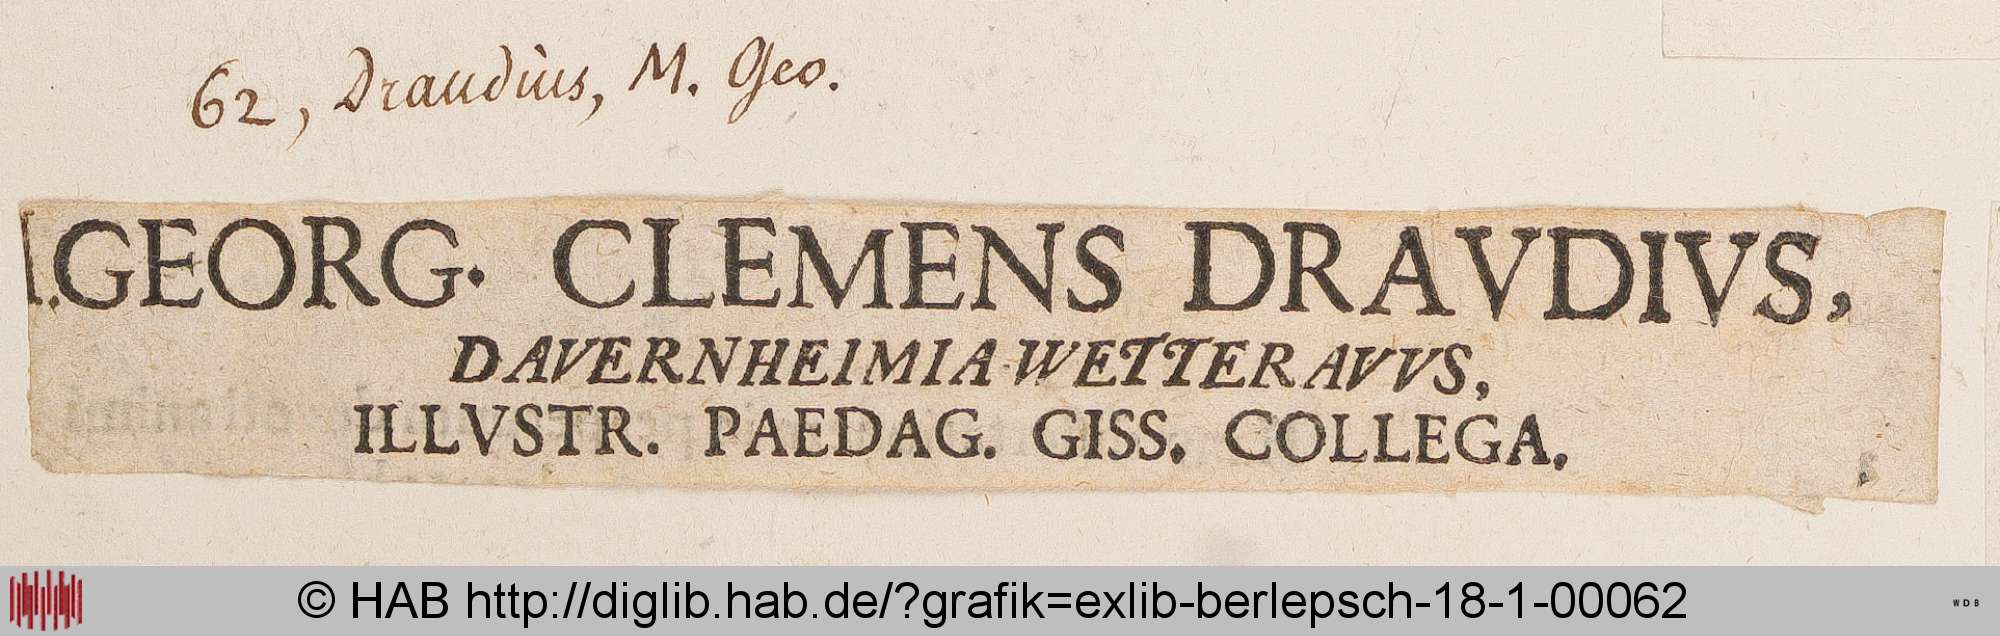 62, Draudius, M. Geo.
M. GEORG. CLEMENS DRAVDIVS,
DAVERNHEIMIA-WETTERAVVS,
ILLVSTR. PAEDAG. GISS. COLLEGA.
© HAB http://diglib.hab.de/?grafik=exlib-berlepsch-18-1-00062
WDB